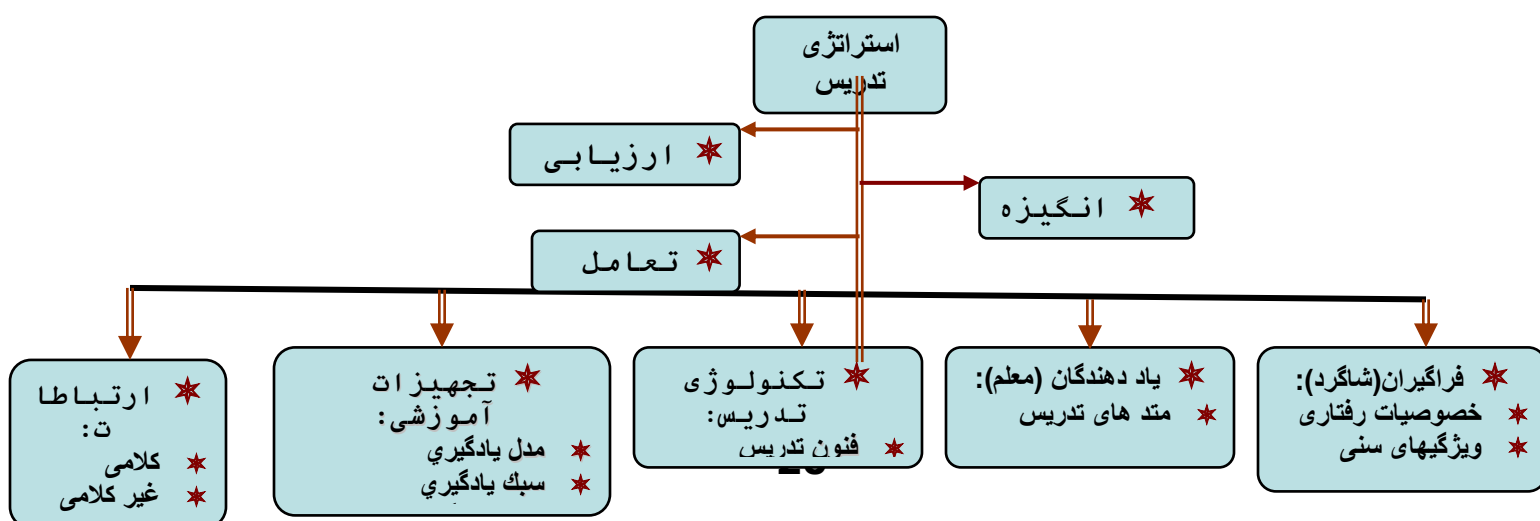 استراتژی
تدریس
ارزیابی
انگیزه
تعامل
فراگیران(شاگرد):
خصوصیات رفتاری
ویژگیهای سنی
یاد دهندگان (معلم):
متد های تدریس
تکنولوژی
تدریس:
فنون تدریس
تجهیزات
آموزشی:
مدل يادگيري
سبك يادگيري
ارتباطا
ت:
کلامی
غیر کلامی